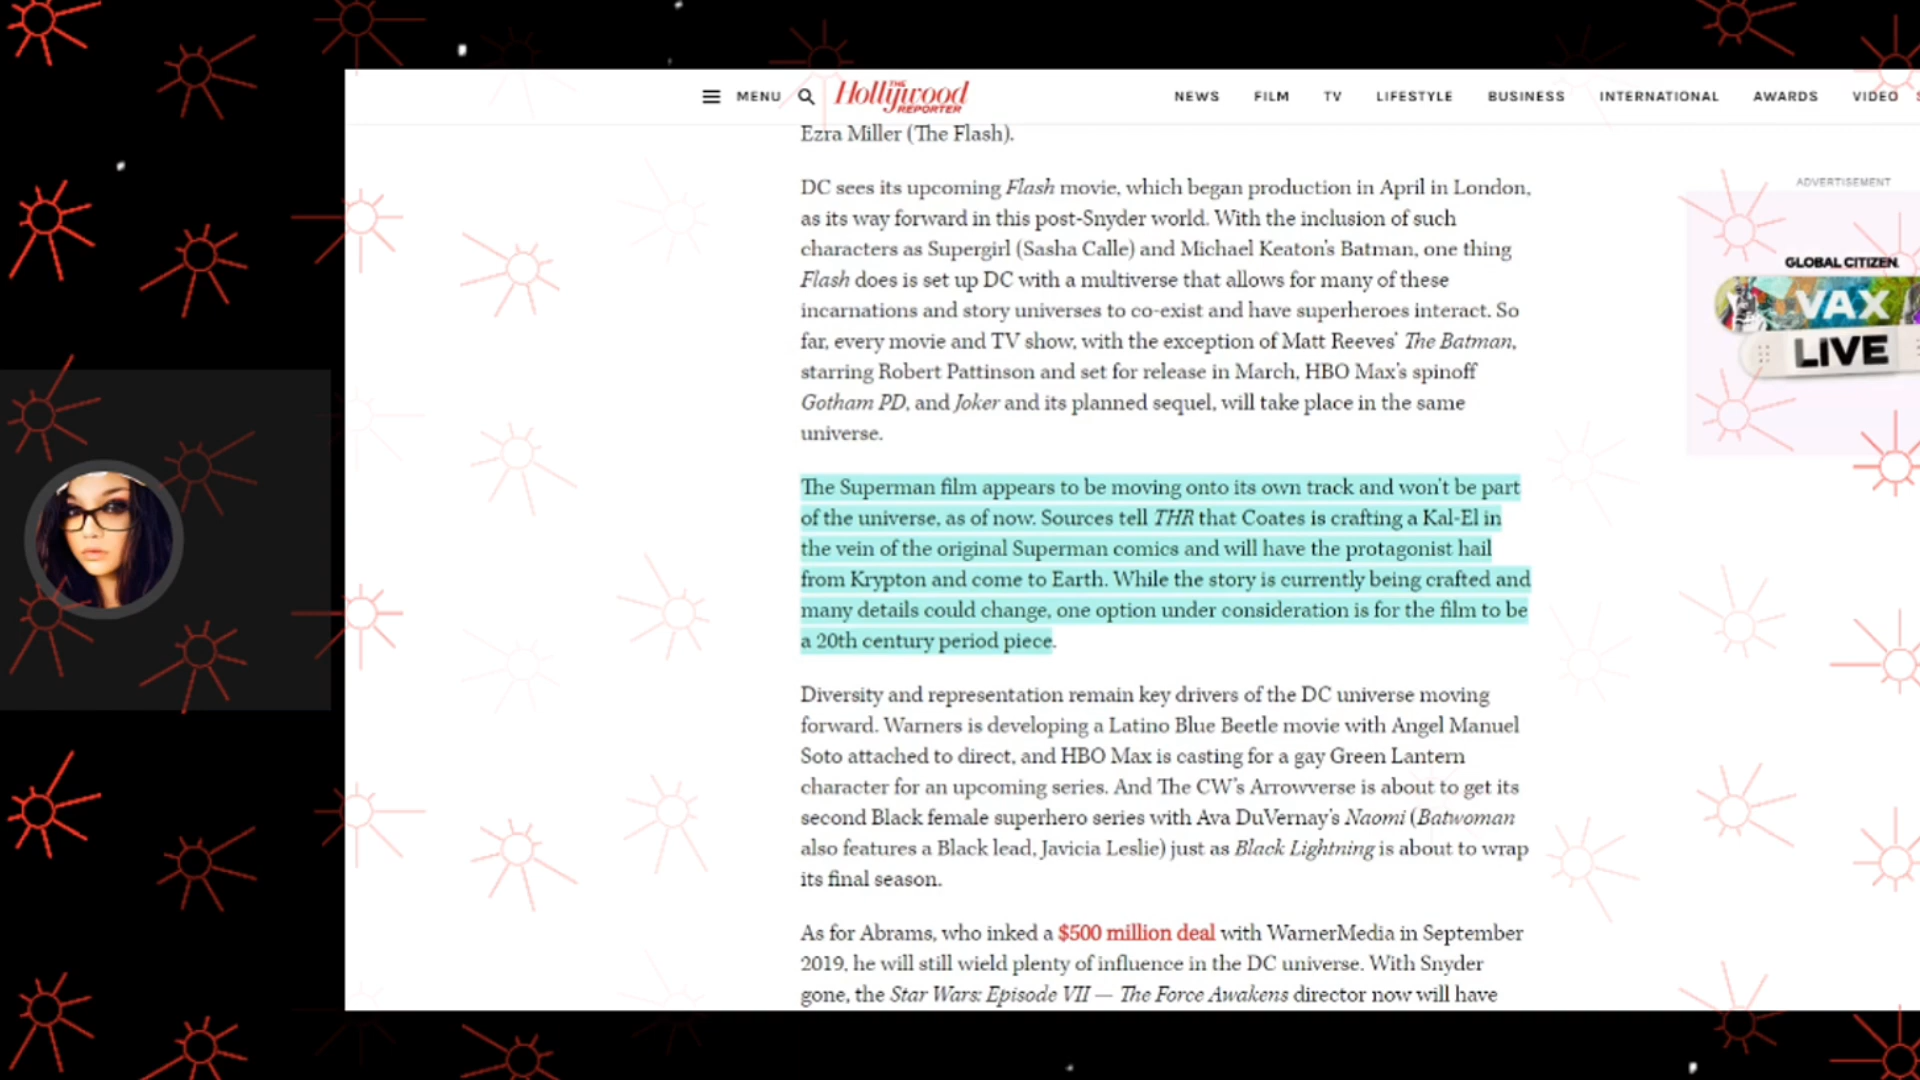 MENU
THE
Hollywood
REPORTER
NEWS FILM TV LIFESTYLE BUSINESS INTERNATIONAL AWARDS VIDEO
Ezra Miller (The Flash).
DC sees its upcoming Flash movie, which began production in April in London,
as its way forward in this post-Snyder world. With the inclusion of such
characters as Supergirl (Sasha Calle) and Michael Keaton's Batman, one thing
Flash does is set up DC with a multiverse that allows for many of these
incarnations and story universes to co-exist and have superheroes interact. So
far, every movie and TV show, with the exception of Matt Reeves' The Batman,
starring Robert Pattinson and set for release in March, HBO Max's spinoff
Gotham PD, and Joker and its planned sequel, will take place in the same
universe.
The Superman film appears to be moving onto its own track and won't be part
of the universe, as of now. Sources tell THR that Coates is crafting a Kal-El in
the vein of the original Superman comics and will have the protagonist hail
from Krypton and come to Earth. While the story is currently being crafted and
many details could change, one option under consideration is for the film to be
a 20th century period piece.
Diversity and representation remain key drivers of the DC universe moving
forward. Warners is developing a Latino Blue Beetle movie with Angel Manuel
Soto attached to direct, and HBO Max is casting for a gay Green Lantern
character for an upcoming series. And The CW's Arrowverse is about to get its
second Black female superhero series with Ava DuVernay's Naomi (Batwoman
also features a Black lead, Javicia Leslie) just as Black Lightning is about to wrap
its final season.
As for Abrams, who inked a $500 million deal with WarnerMedia in September
2019, he will still wield plenty of influence in the DC universe. With Snyder
gone, the Star Wars: Episode VII — The Force Awakens director now will have
ADVERTISEMENT
GLOBAL CITIZEN
VAX
LIVE